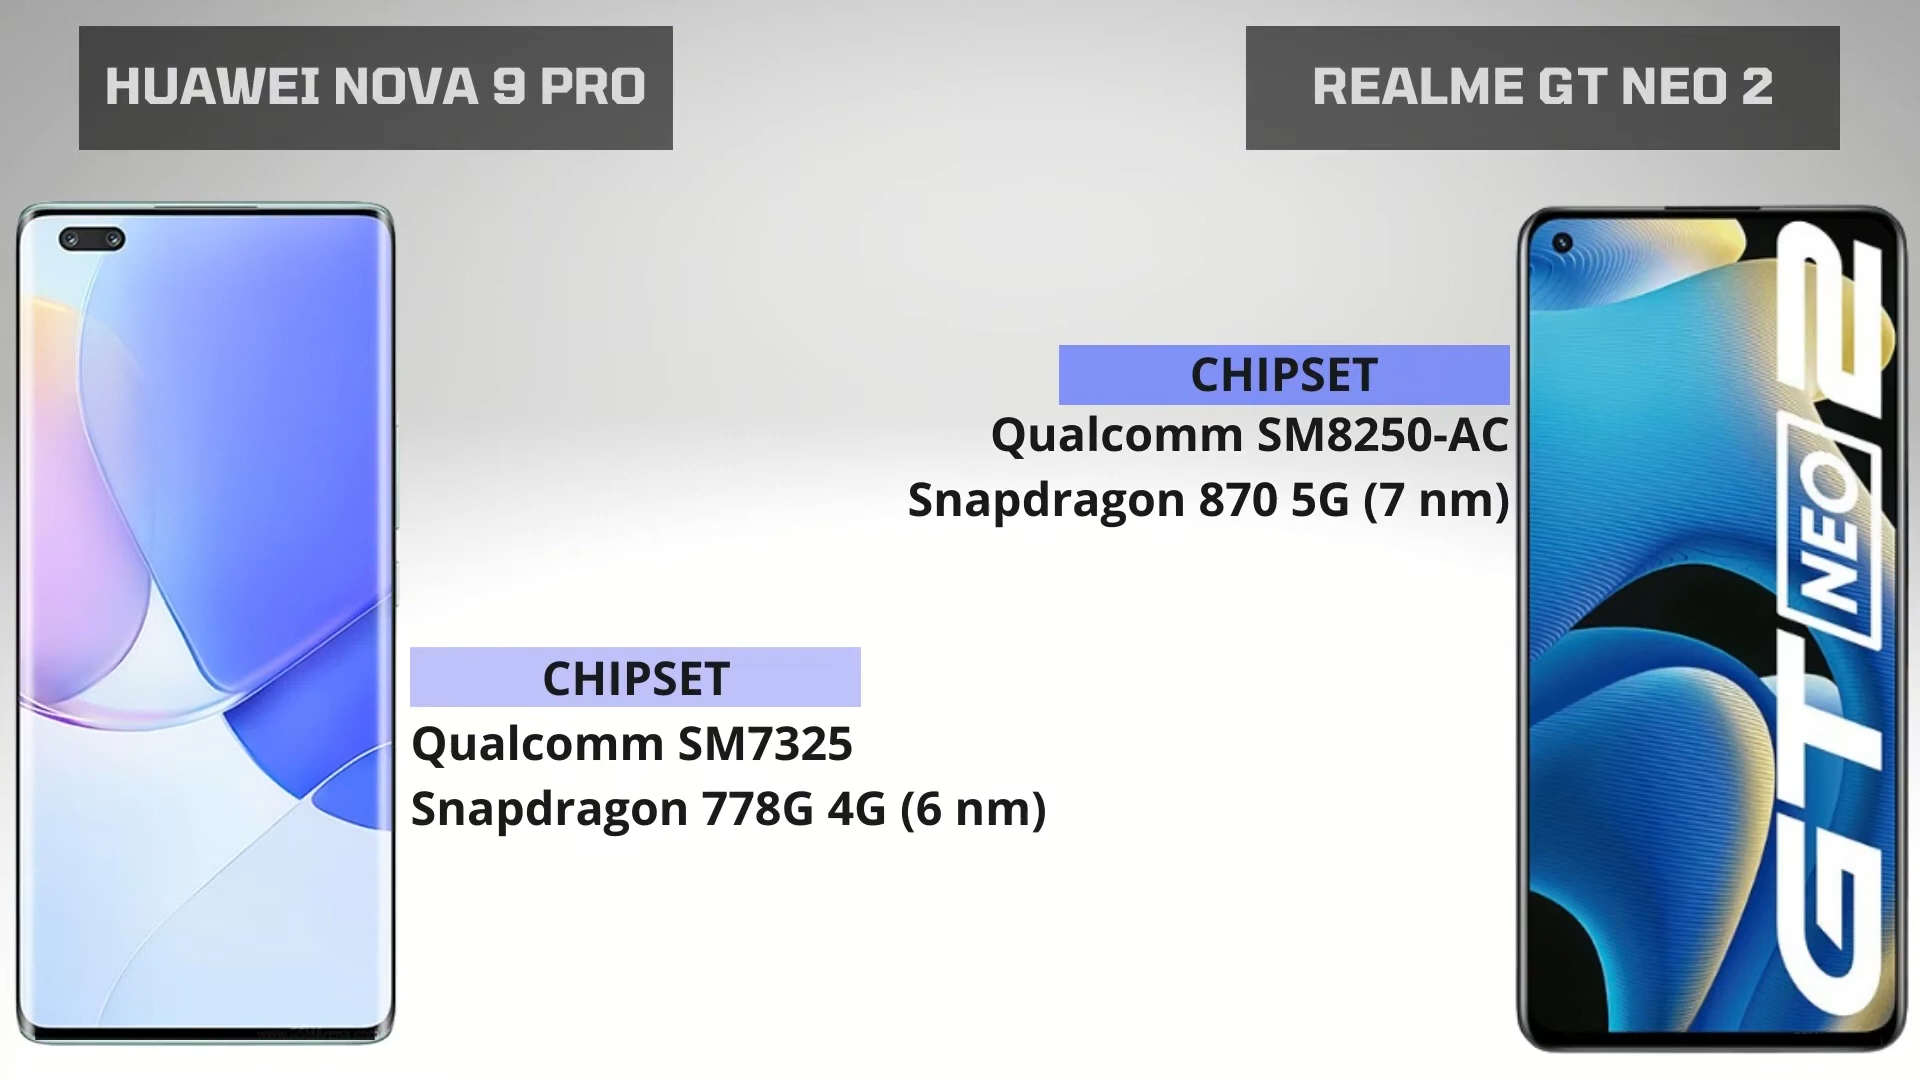 HUAWEI NOVA 9 PRO
REALME GT NEO 2
CHIPSET
Qualcomm SM8250-AC
Snapdragon 870 5G (7 nm)
CHIPSET
Qualcomm SM7325
Snapdragon 778G 4G (6 nm)
GT NEO 2